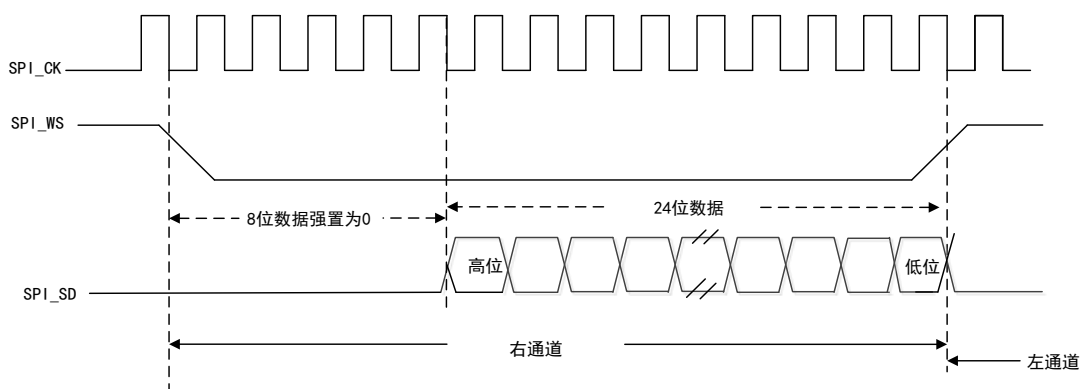 SPI_CK
SPI_WS
8位数据强置为0
24位数据
高位
低位
SPI_SD
右通道
左通道